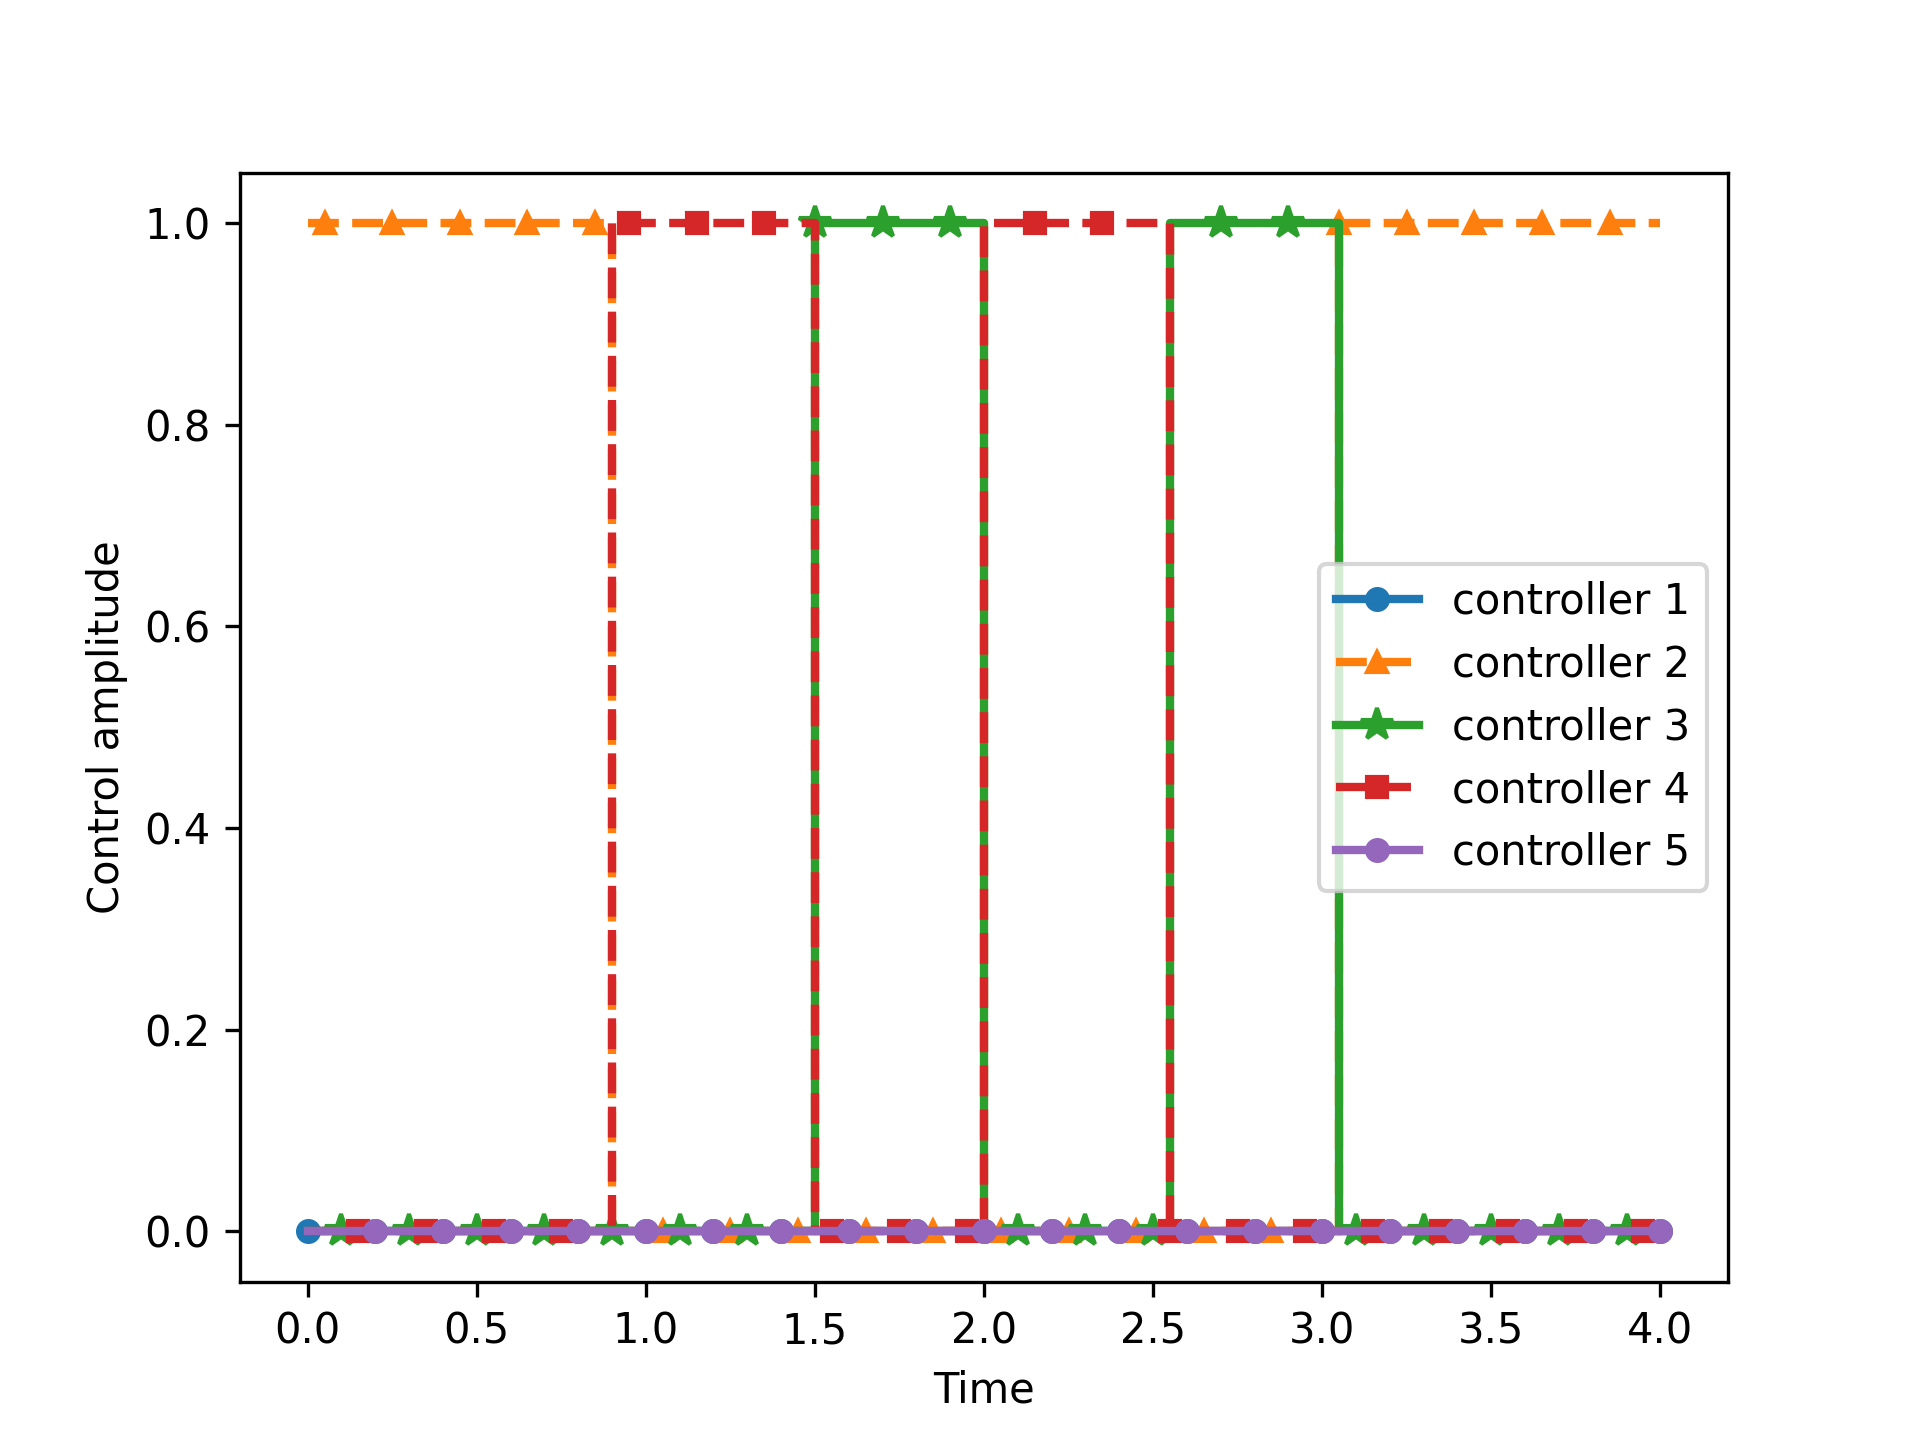 1.0
0.8
0.6
0.4
0.2
0.0
Control amplitude
controller 1
controller 2
controller 3
controller 4
controller 5
0.0 0.5 1.0 1.5 2.0 2.5 3.0 3.5 4.0
Time